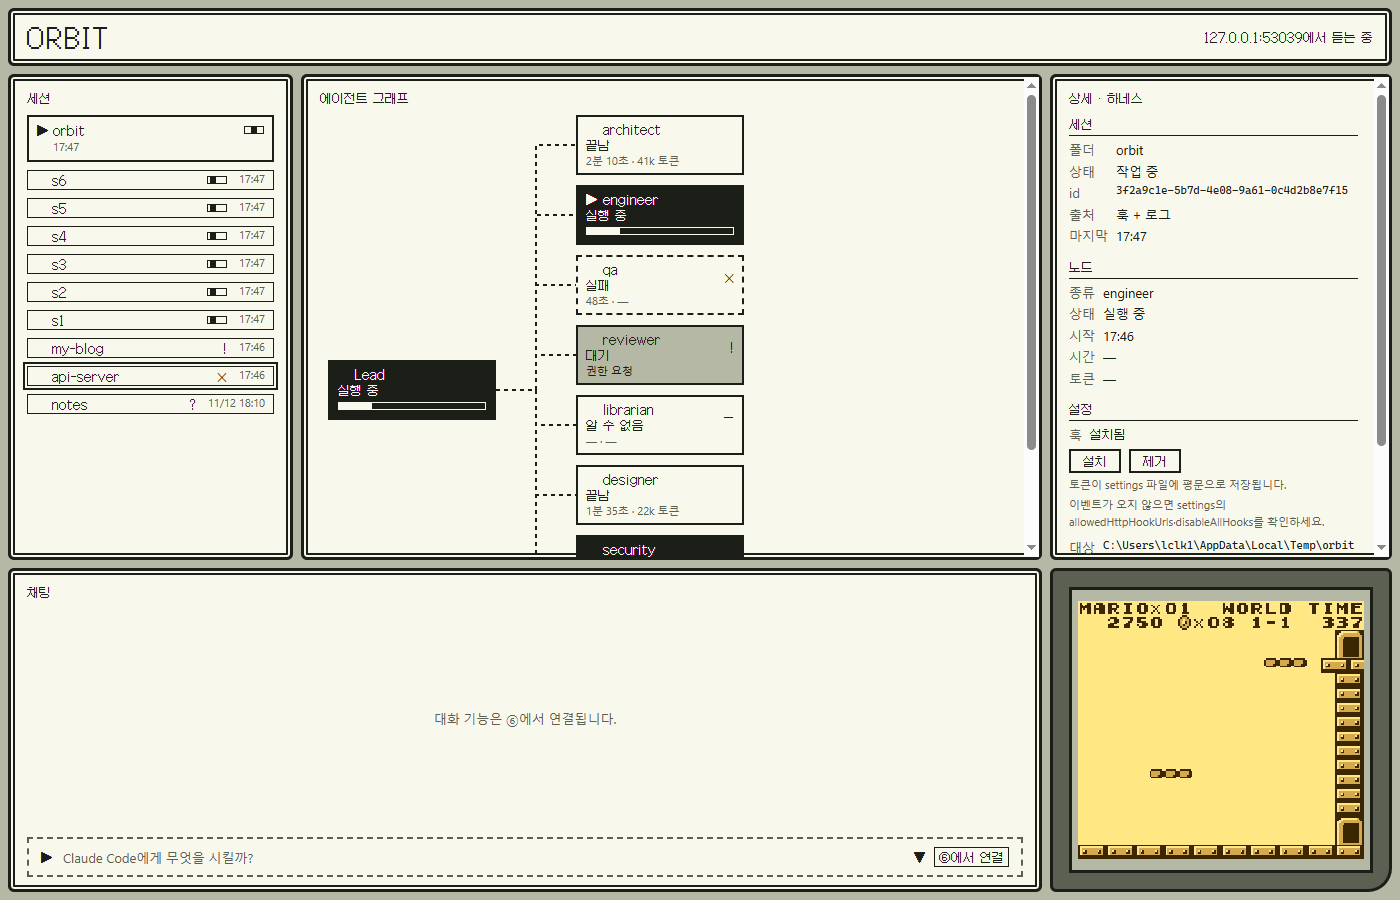 ORBIT
127.0.0.1:53039에서 듣는 중
세션
orbit
17:47
s6 17:47
s5 17:47
s4 17:47
s3 17:47
s2 17:47
s1 17:47
my-blog ! 17:46
api-server × 17:46
notes ? 11/12 18:10
에이전트 그래프
Lead
실행 중
architect
끝남
2분 10초 · 41k 토큰
engineer
실행 중
qa ×
실패
48초 · —
reviewer !
대기
권한 요청
librarian —
알 수 없음
— · —
designer
끝남
1분 35초 · 22k 토큰
security
상세 · 하네스
세션
폴더 orbit
상태 작업 중
id 3f2a9c1e-5b7d-4e08-9a61-0c4d2b8e7f15
출처 훅 + 로그
마지막 17:47
노드
종류 engineer
상태 실행 중
시작 17:46
시간 —
토큰 —
설정
훅 설치됨
설치 제거
토큰이 settings 파일에 평문으로 저장됩니다.
이벤트가 오지 않으면 settings의
allowedHttpHookUrls·disableAllHooks를 확인하세요.
대상 C:\Users\lclk1\AppData\Local\Temp\orbit
채팅
대화 기능은 ⑥에서 연결됩니다.
Claude Code에게 무엇을 시킬까?
⑥에서 연결
MARIO×01 WORLD TIME
2750 ×08 1-1 337